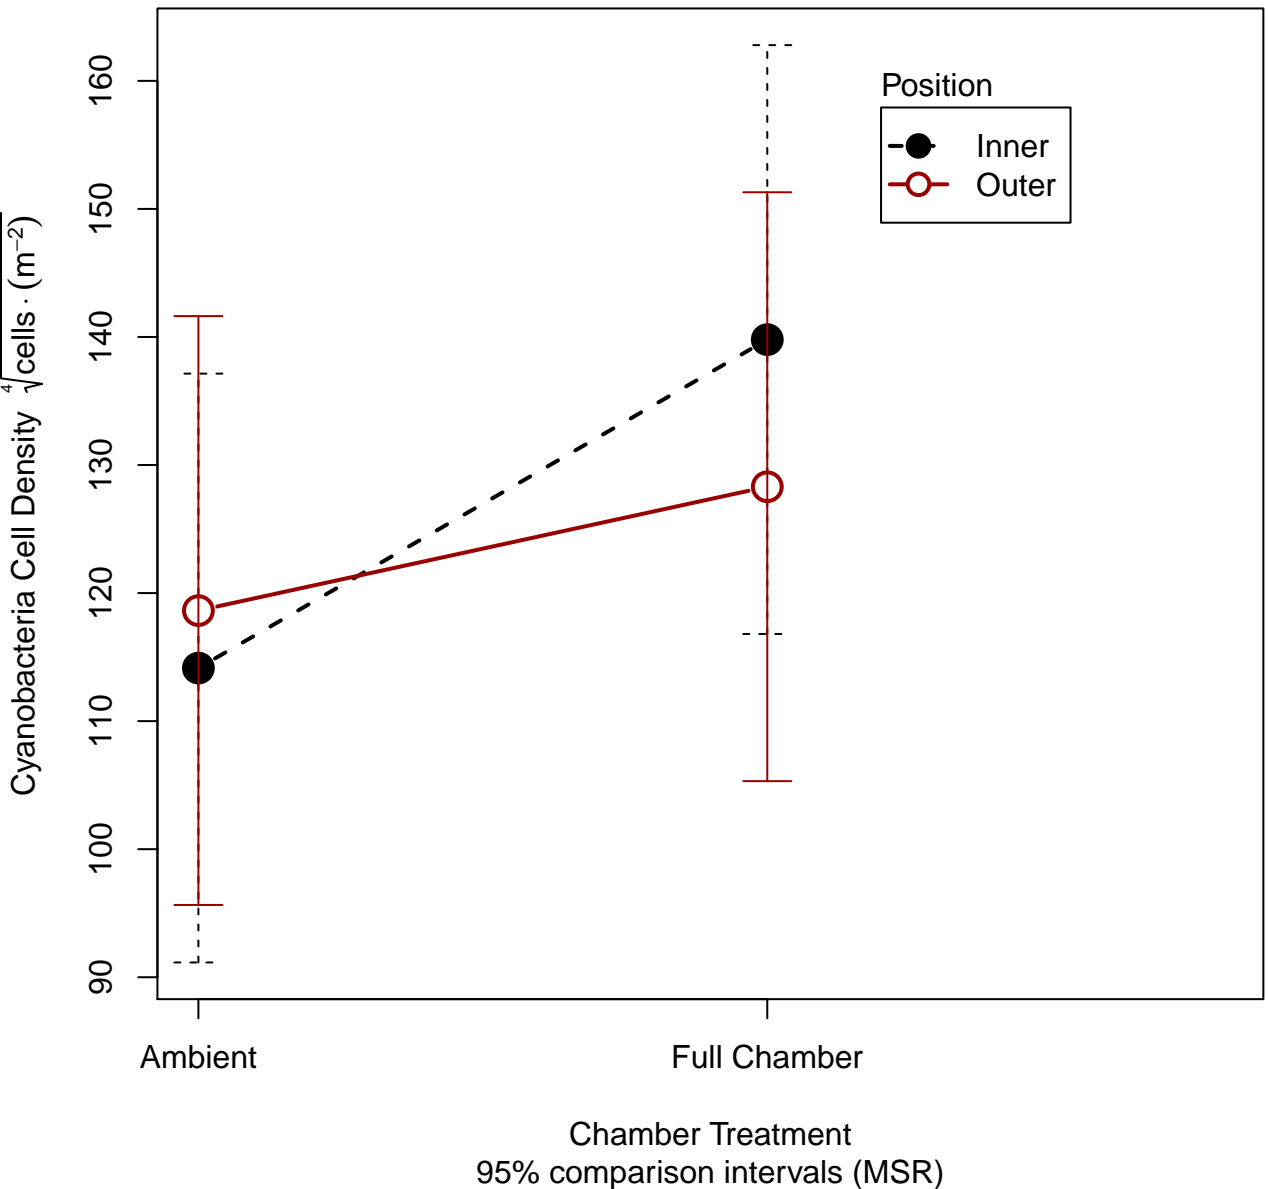 Cyanobacteria Cell Density ∜cells · (m⁻²)
160
150
140
130
120
110
100
90
Position
Inner
Outer
Ambient Full Chamber
Chamber Treatment
95% comparison intervals (MSR)